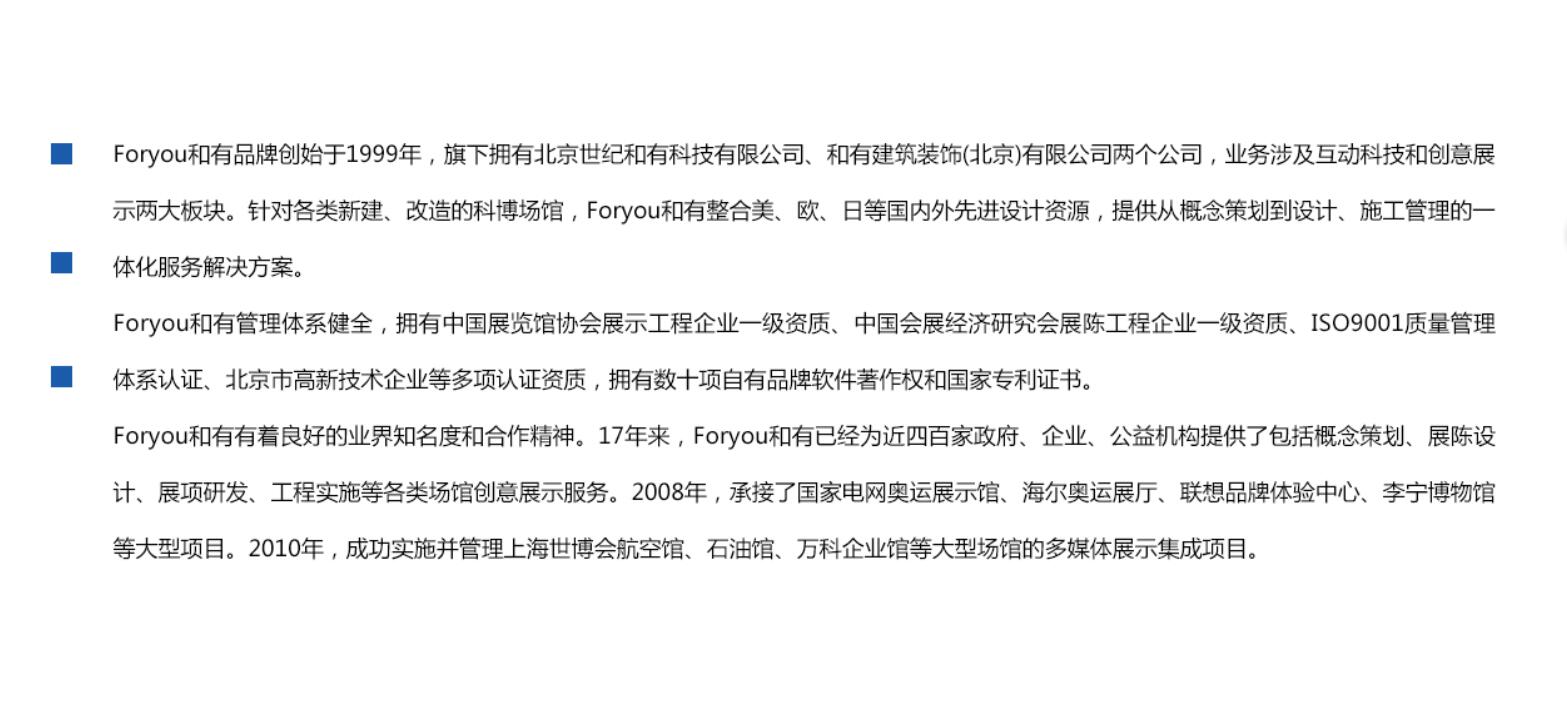 Foryou和有品牌创始于1999年，旗下拥有北京世纪和有科技有限公司、和有建筑装饰(北京)有限公司两个公司，业务涉及互动科技和创意展
示两大板块。针对各类新建、改造的科博场馆，Foryou和有整合美、欧、日等国内外先进设计资源，提供从概念策划到设计、施工管理的一
体化服务解决方案。
Foryou和有管理体系健全，拥有中国展览馆协会展示工程企业一级资质、中国会展经济研究会展陈工程企业一级资质、ISO9001质量管理
体系认证、北京市高新技术企业等多项认证资质，拥有数十项自有品牌软件著作权和国家专利证书。
Foryou和有有着良好的业界知名度和合作精神。17年来，Foryou和有已经为近四百家政府、企业、公益机构提供了包括概念策划、展陈设
计、展项研发、工程实施等各类场馆创意展示服务。2008年，承接了国家电网奥运展示馆、海尔奥运展厅、联想品牌体验中心、李宁博物馆
等大型项目。2010年，成功实施并管理上海世博会航空馆、石油馆、万科企业馆等大型场馆的多媒体展示集成项目。